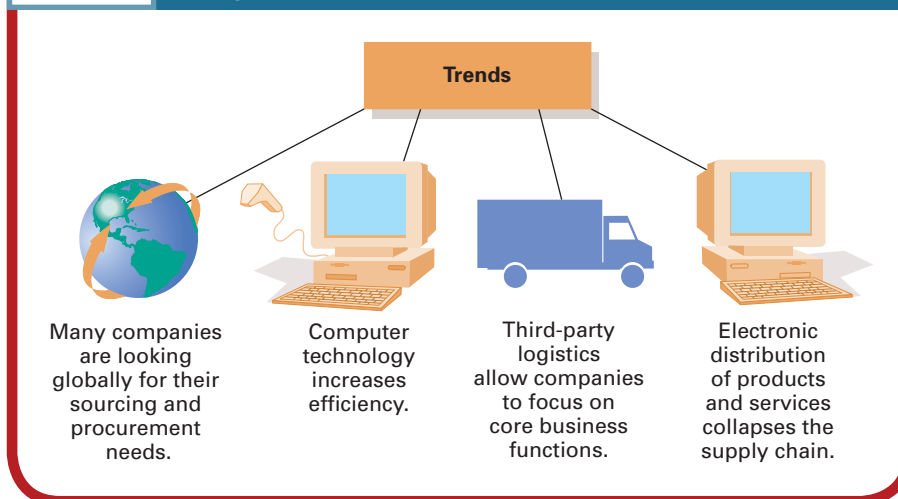 Trends
Many companies
are looking
globally for their
sourcing and
procurement
needs.
Computer
technology
increases
efficiency.
Third-party
logistics
allow companies
to focus on
core business
functions.
Electronic
distribution
of products
and services
collapses the
supply chain.